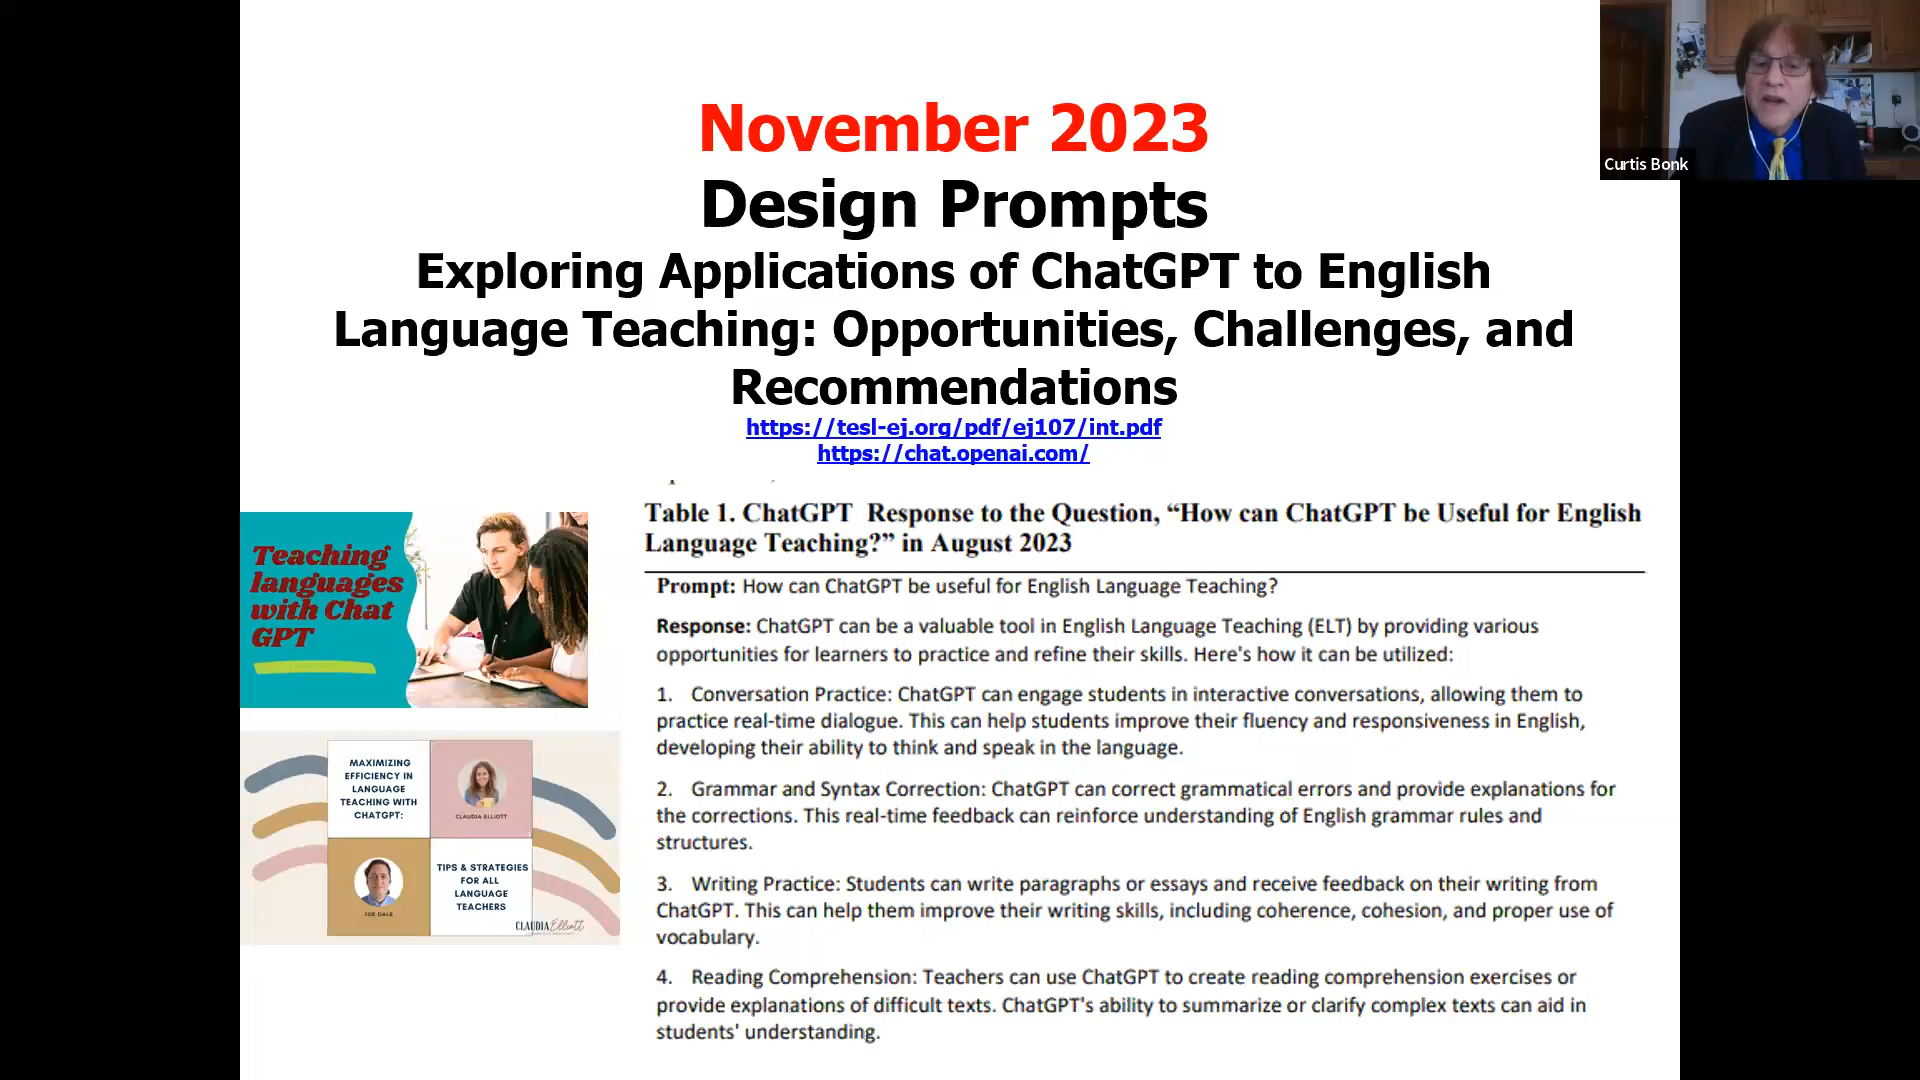 November 2023
Design Prompts
Exploring Applications of ChatGPT to English
Language Teaching: Opportunities, Challenges, and
Recommendations
https://tesl-ej.org/pdf/ej107/int.pdf
https://chat.openai.com/
Curtis Bonk
Teaching
languages
with Chat
GPT
MAXIMIZING
EFFICIENCY IN
LANGUAGE
TEACHING WITH
CHATGPT:
CLAUDIA ELLIOTT
JOE DALE
TIPS & STRATEGIES
FOR ALL
LANGUAGE
TEACHERS
CLAUDIA Elliott
Table 1. ChatGPT  Response to the Question, “How can ChatGPT be Useful for English
Language Teaching?” in August 2023
Prompt: How can ChatGPT be useful for English Language Teaching?
Response: ChatGPT can be a valuable tool in English Language Teaching (ELT) by providing various
opportunities for learners to practice and refine their skills. Here's how it can be utilized:
1. Conversation Practice: ChatGPT can engage students in interactive conversations, allowing them to
practice real-time dialogue. This can help students improve their fluency and responsiveness in English,
developing their ability to think and speak in the language.
2. Grammar and Syntax Correction: ChatGPT can correct grammatical errors and provide explanations for
the corrections. This real-time feedback can reinforce understanding of English grammar rules and
structures.
3. Writing Practice: Students can write paragraphs or essays and receive feedback on their writing from
ChatGPT. This can help them improve their writing skills, including coherence, cohesion, and proper use of
vocabulary.
4. Reading Comprehension: Teachers can use ChatGPT to create reading comprehension exercises or
provide explanations of difficult texts. ChatGPT's ability to summarize or clarify complex texts can aid in
students' understanding.